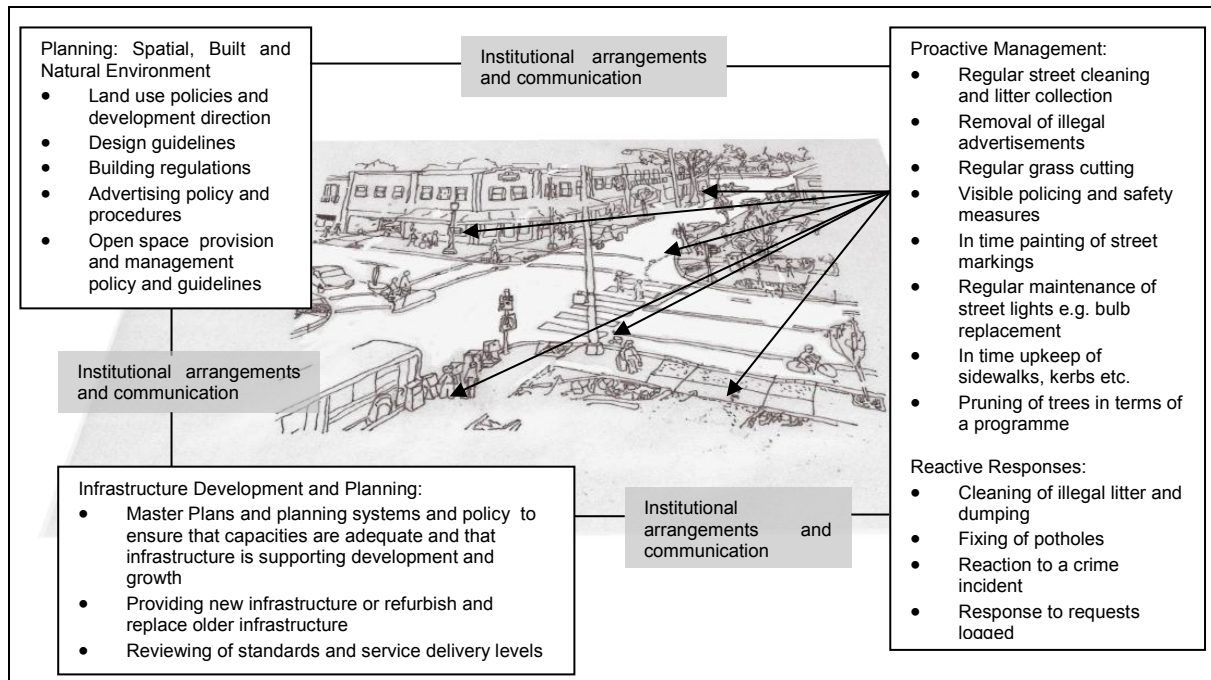 Planning: Spatial, Built and
Natural Environment
• Land use policies and
development direction
• Design guidelines
• Building regulations
• Advertising policy and
procedures
• Open space provision
and management
policy and guidelines
Institutional arrangements
and communication
Proactive Management:
• Regular street cleaning
and litter collection
• Removal of illegal
advertisements
• Regular grass cutting
• Visible policing and safety
measures
• In time painting of street
markings
• Regular maintenance of
street lights e.g. bulb
replacement
• In time upkeep of
sidewalks, kerbs etc.
• Pruning of trees in terms of
a programme
Reactive Responses:
• Cleaning of illegal litter and
dumping
• Fixing of potholes
• Reaction to a crime
incident
• Response to requests
logged
Institutional arrangements
and communication
Infrastructure Development and Planning:
• Master Plans and planning systems and policy to
ensure that capacities are adequate and that
infrastructure is supporting development and
growth
• Providing new infrastructure or refurbish and
replace older infrastructure
• Reviewing of standards and service delivery levels
Institutional
arrangements and
communication